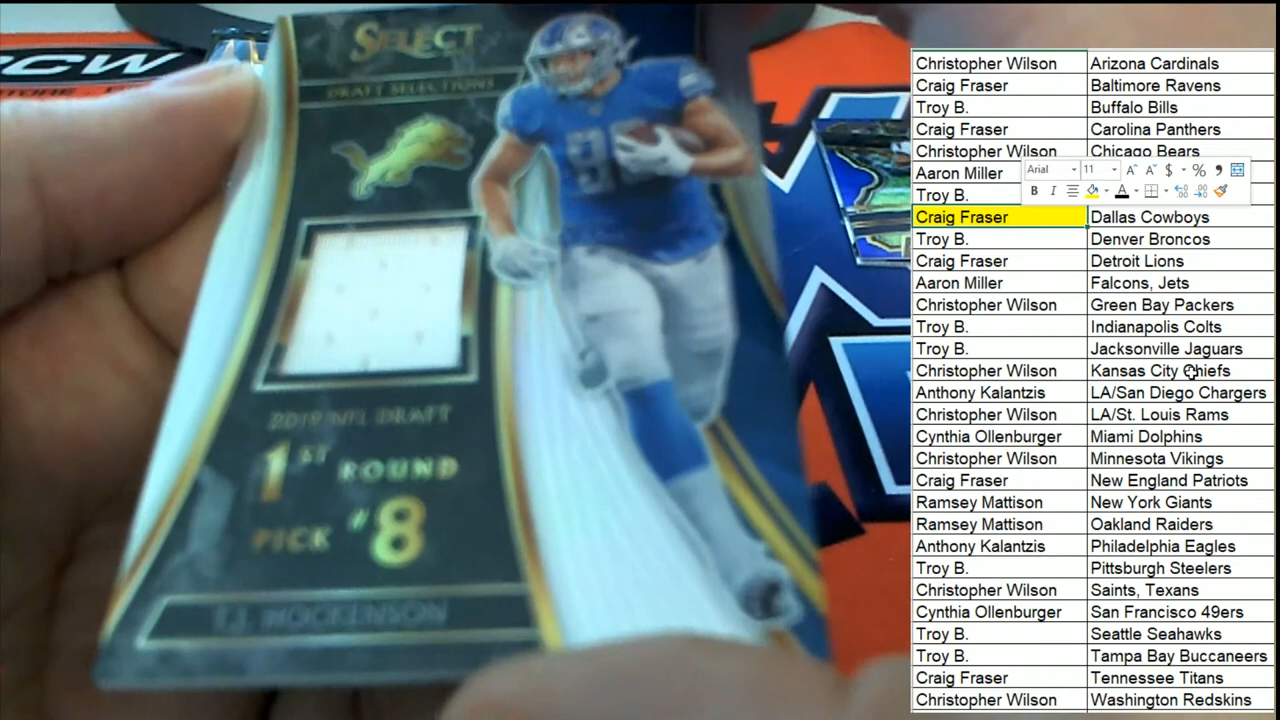 CW
SELECT
DRAFT SELECTIONS
88
2019 NFL DRAFT
1ST ROUND
PICK #8
T.J. HOCKENSON
Arial 11
$ % ,
B I A
Christopher Wilson Arizona Cardinals
Craig Fraser Baltimore Ravens
Troy B. Buffalo Bills
Craig Fraser Carolina Panthers
Christopher Wilson Chicago Bears
Aaron Miller
Troy B.
Craig Fraser Dallas Cowboys
Troy B. Denver Broncos
Craig Fraser Detroit Lions
Aaron Miller Falcons, Jets
Christopher Wilson Green Bay Packers
Troy B. Indianapolis Colts
Troy B. Jacksonville Jaguars
Christopher Wilson Kansas City Chiefs
Anthony Kalantzis LA/San Diego Chargers
Christopher Wilson LA/St. Louis Rams
Cynthia Ollenburger Miami Dolphins
Christopher Wilson Minnesota Vikings
Craig Fraser New England Patriots
Ramsey Mattison New York Giants
Ramsey Mattison Oakland Raiders
Anthony Kalantzis Philadelphia Eagles
Troy B. Pittsburgh Steelers
Christopher Wilson Saints, Texans
Cynthia Ollenburger San Francisco 49ers
Troy B. Seattle Seahawks
Troy B. Tampa Bay Buccaneers
Craig Fraser Tennessee Titans
Christopher Wilson Washington Redskins